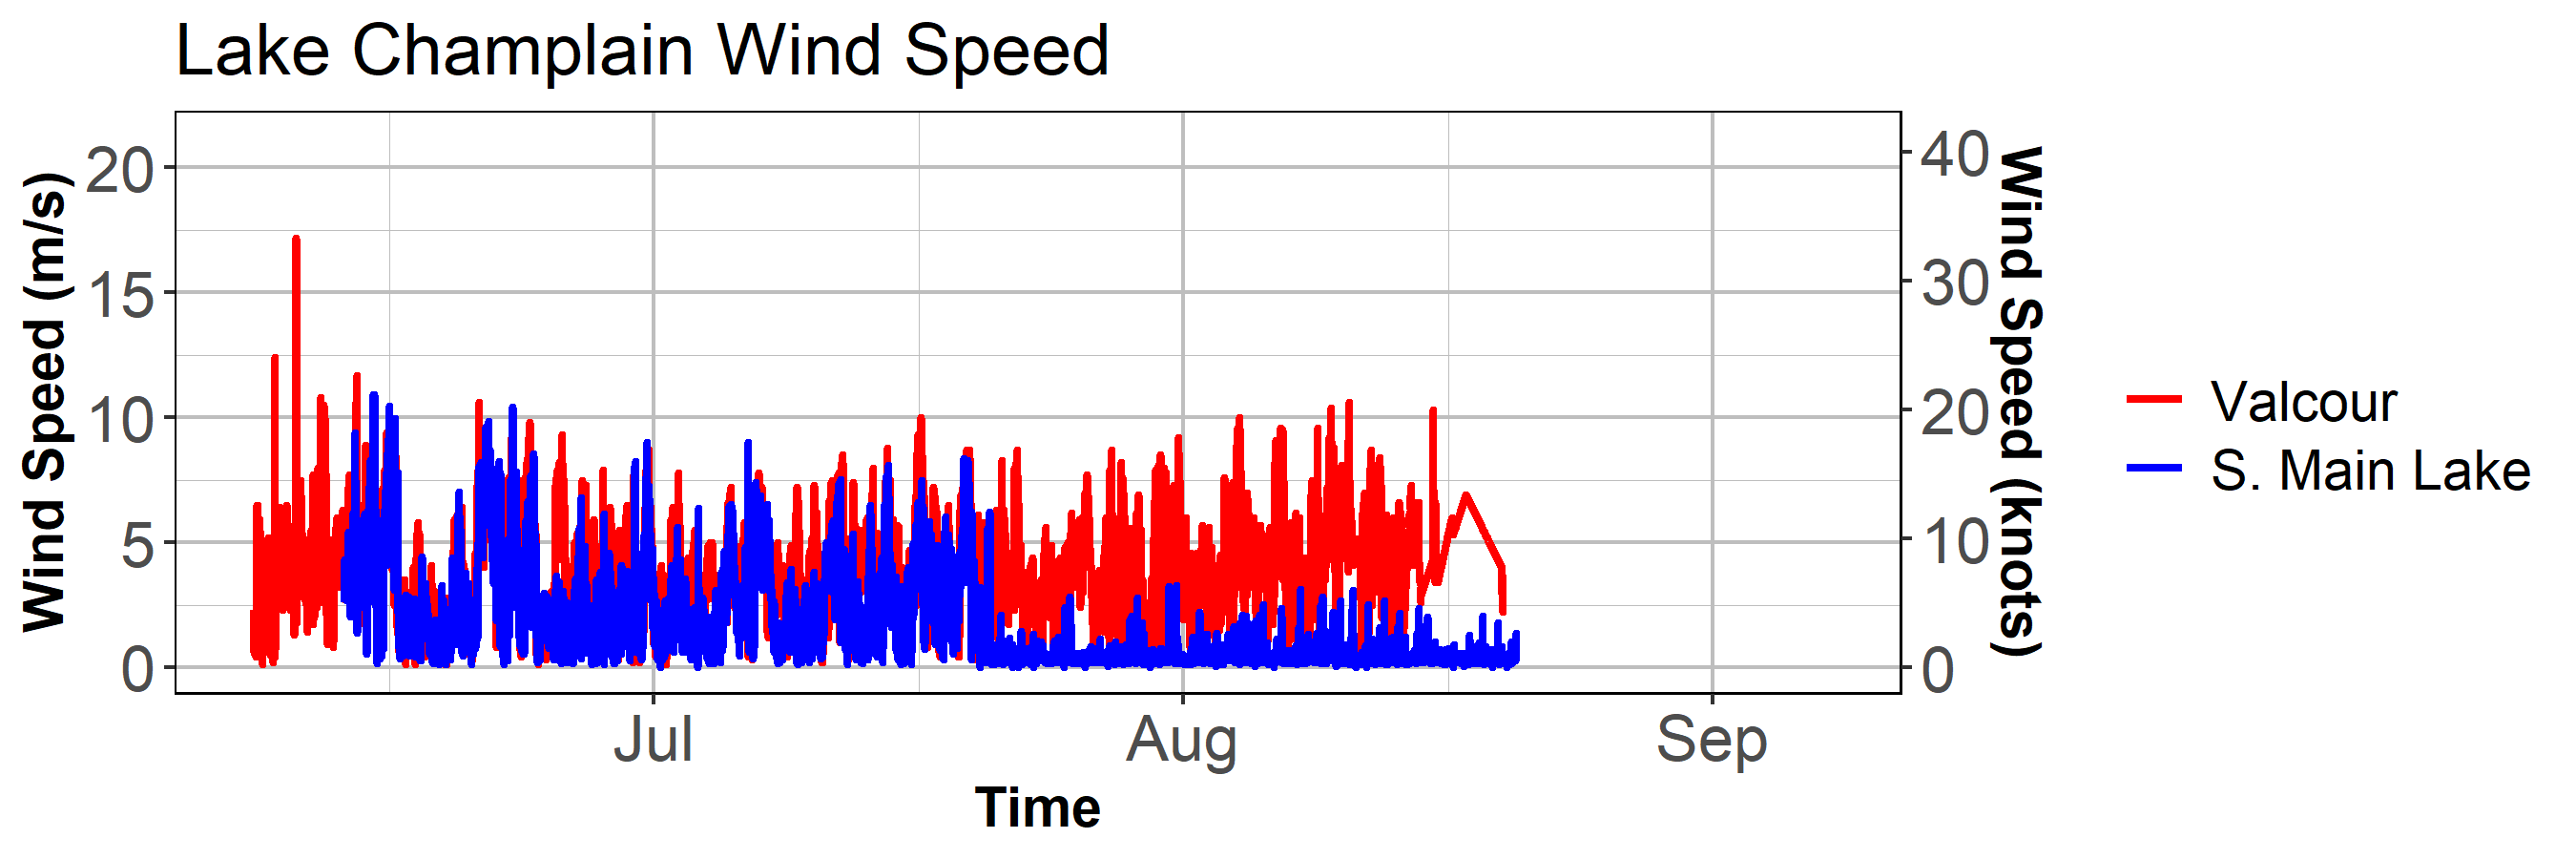 Lake Champlain Wind Speed
Wind Speed (m/s)
20
15
10
5
0
40
30
20
10
0
Wind Speed (knots)
Jul
Aug
Sep
Time
Valcour
S. Main Lake